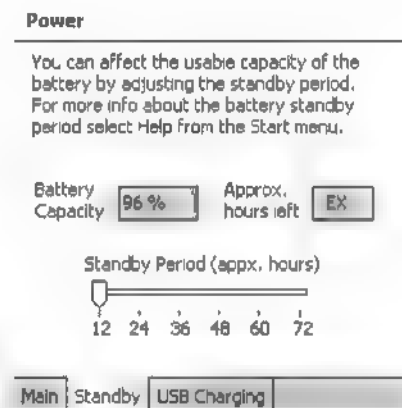 Power
You can affect the usable capacity of the
battery by adjusting the standby period.
For more info about the battery standby
period select Help from the Start menu.
Battery Capacity 96 % Approx. hours left EX
Standby Period (appx. hours)
12 24 36 48 60 72
Main Standby USB Charging